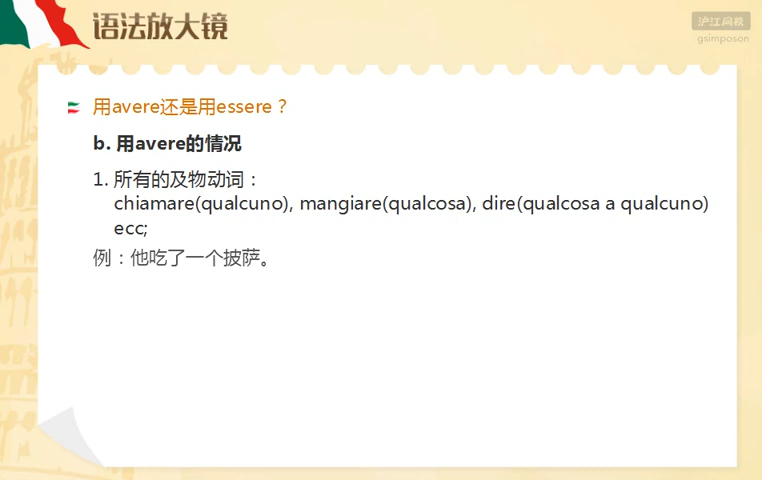 语法放大镜
沪江网校
gsimposon
用avere还是用essere？
b. 用avere的情况
1. 所有的及物动词：
chiamare(qualcuno), mangiare(qualcosa), dire(qualcosa a qualcuno)
ecc;
例：他吃了一个披萨。